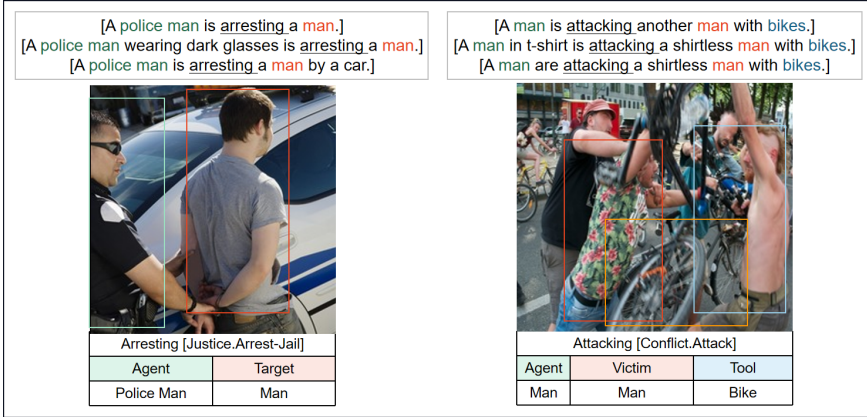 [A police man is arresting a man.]
[A police man wearing dark glasses is arresting a man.]
[A police man is arresting a man by a car.]
Arresting [Justice.Arrest-Jail]
Agent Target
Police Man Man
[A man is attacking another man with bikes.]
[A man in t-shirt is attacking a shirtless man with bikes.]
[A man are attacking a shirtless man with bikes.]
Attacking [Conflict.Attack]
Agent Victim Tool
Man Man Bike